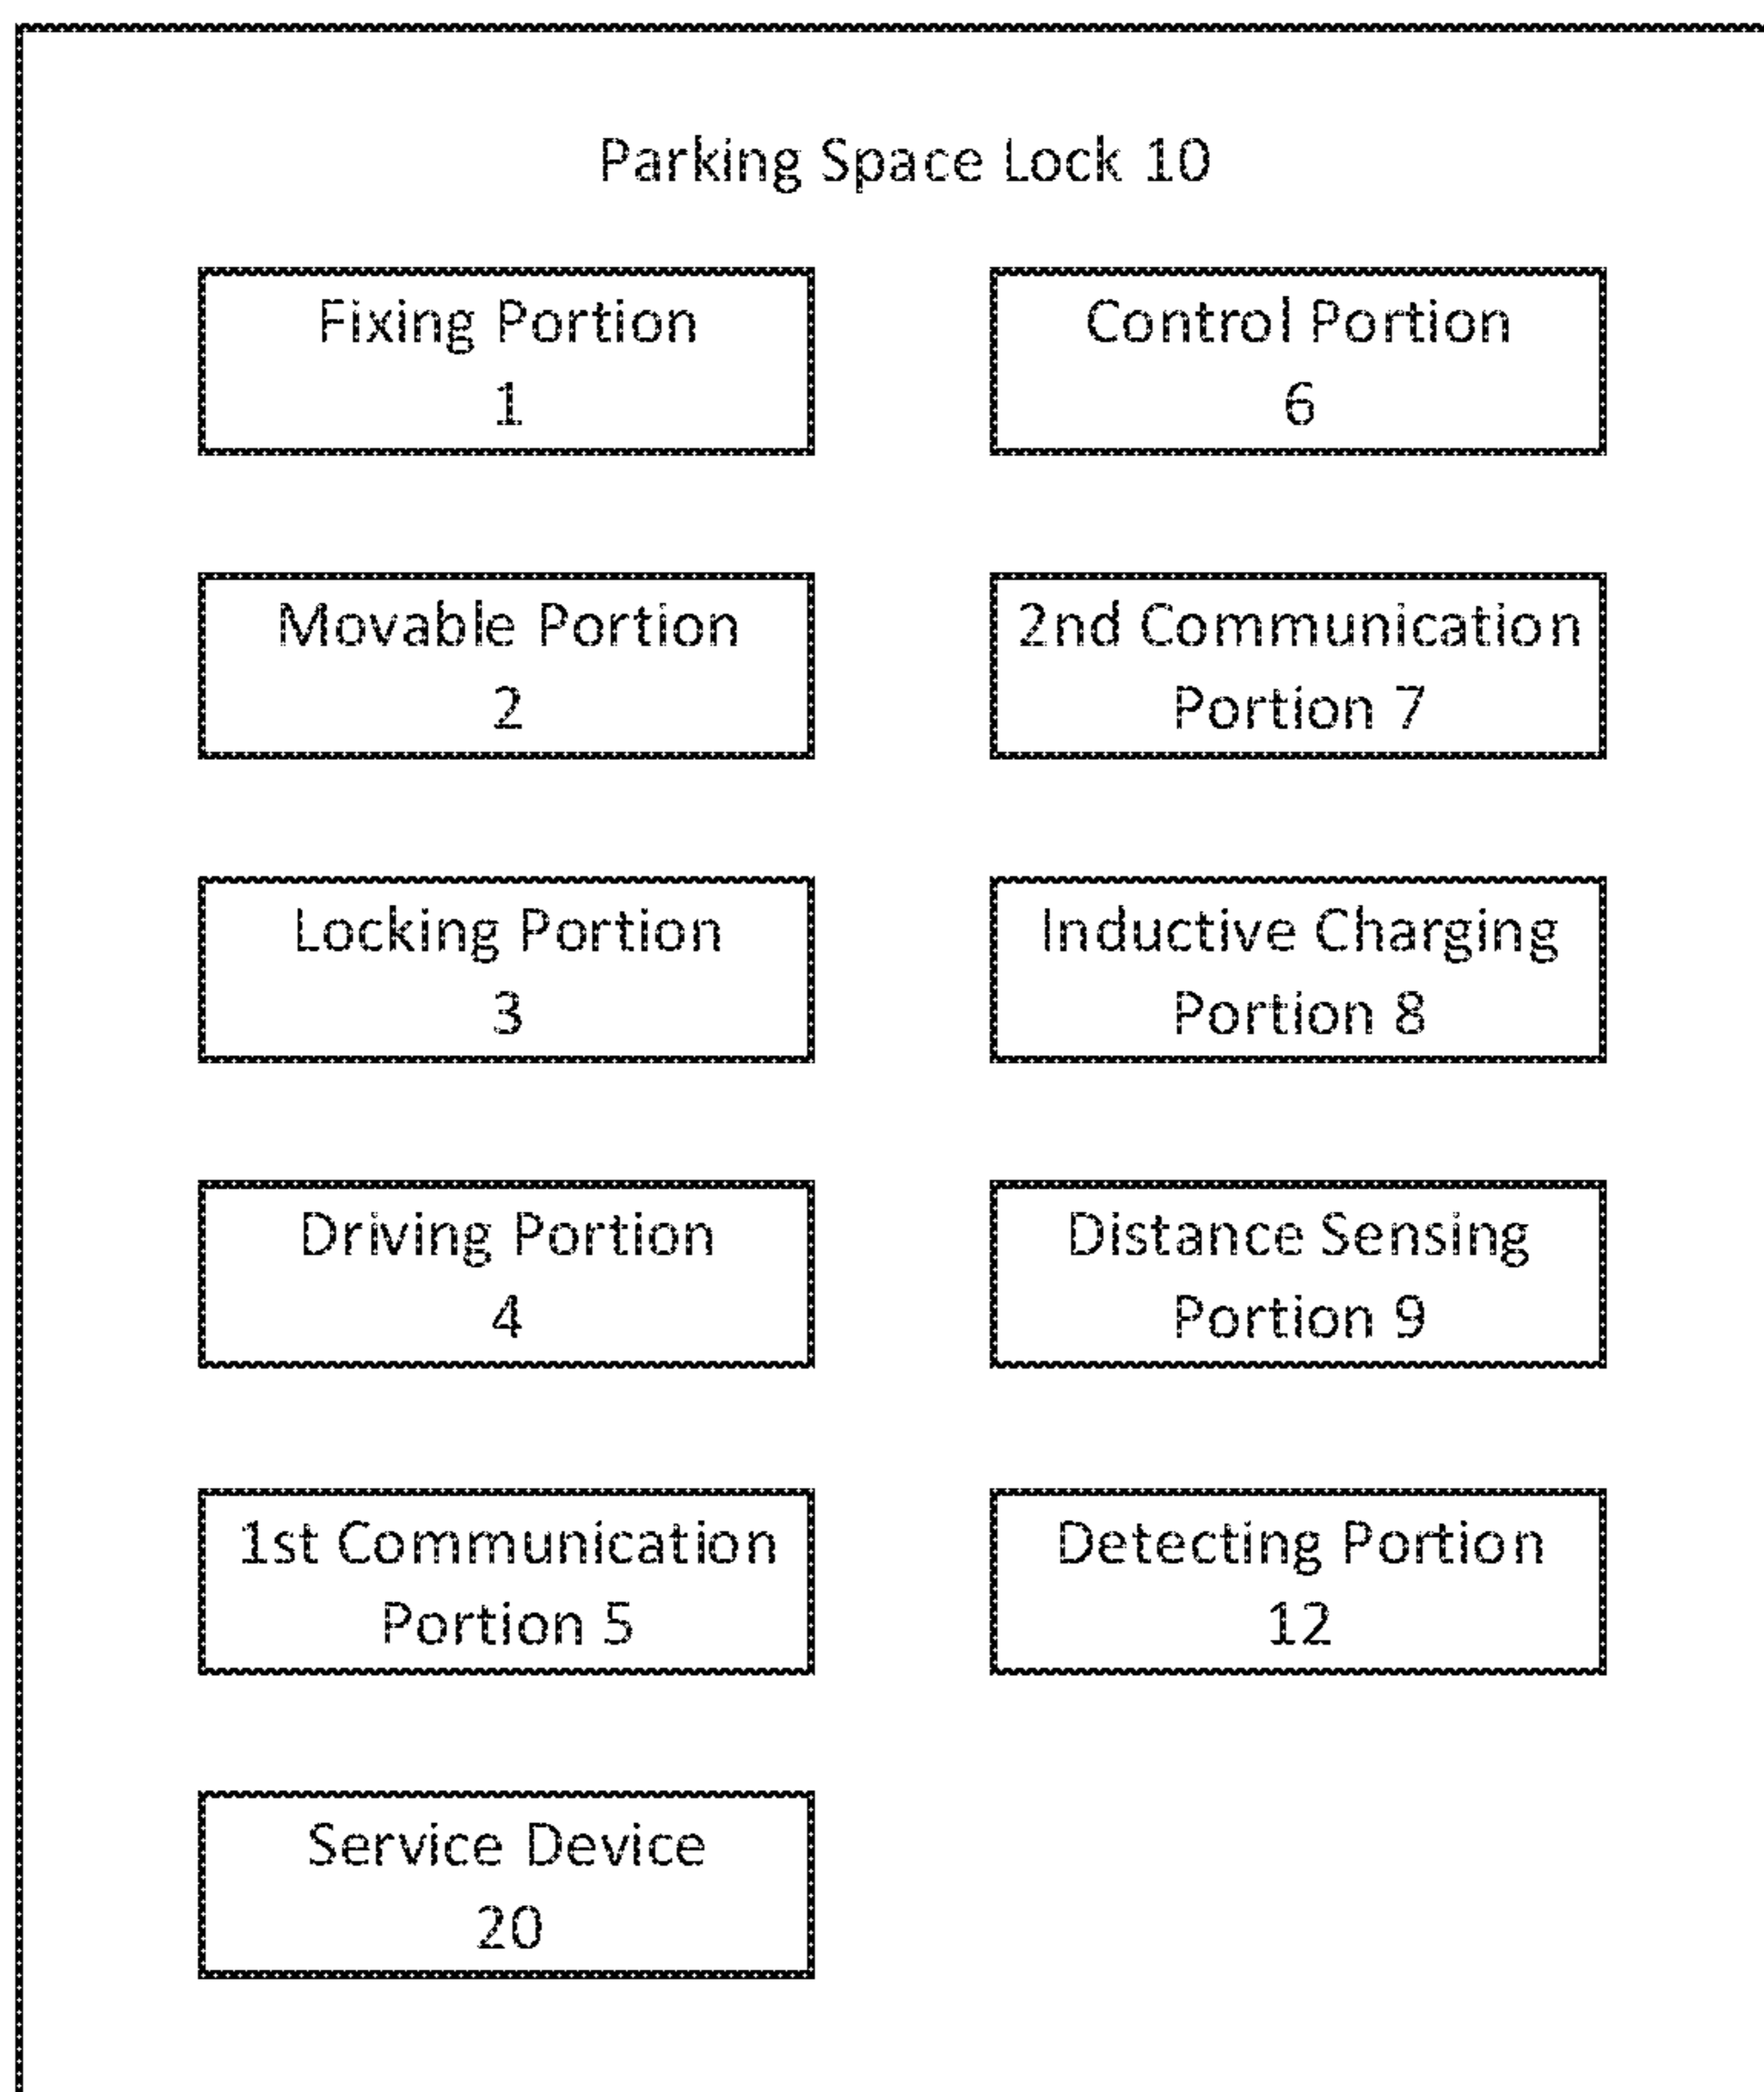 Parking Space Lock 10
Fixing Portion
1
Control Portion
6
Movable Portion
2
2nd Communication
Portion 7
Locking Portion
3
Inductive Charging
Portion 8
Driving Portion
4
Distance Sensing
Portion 9
1st Communication
Portion 5
Detecting Portion
12
Service Device
20